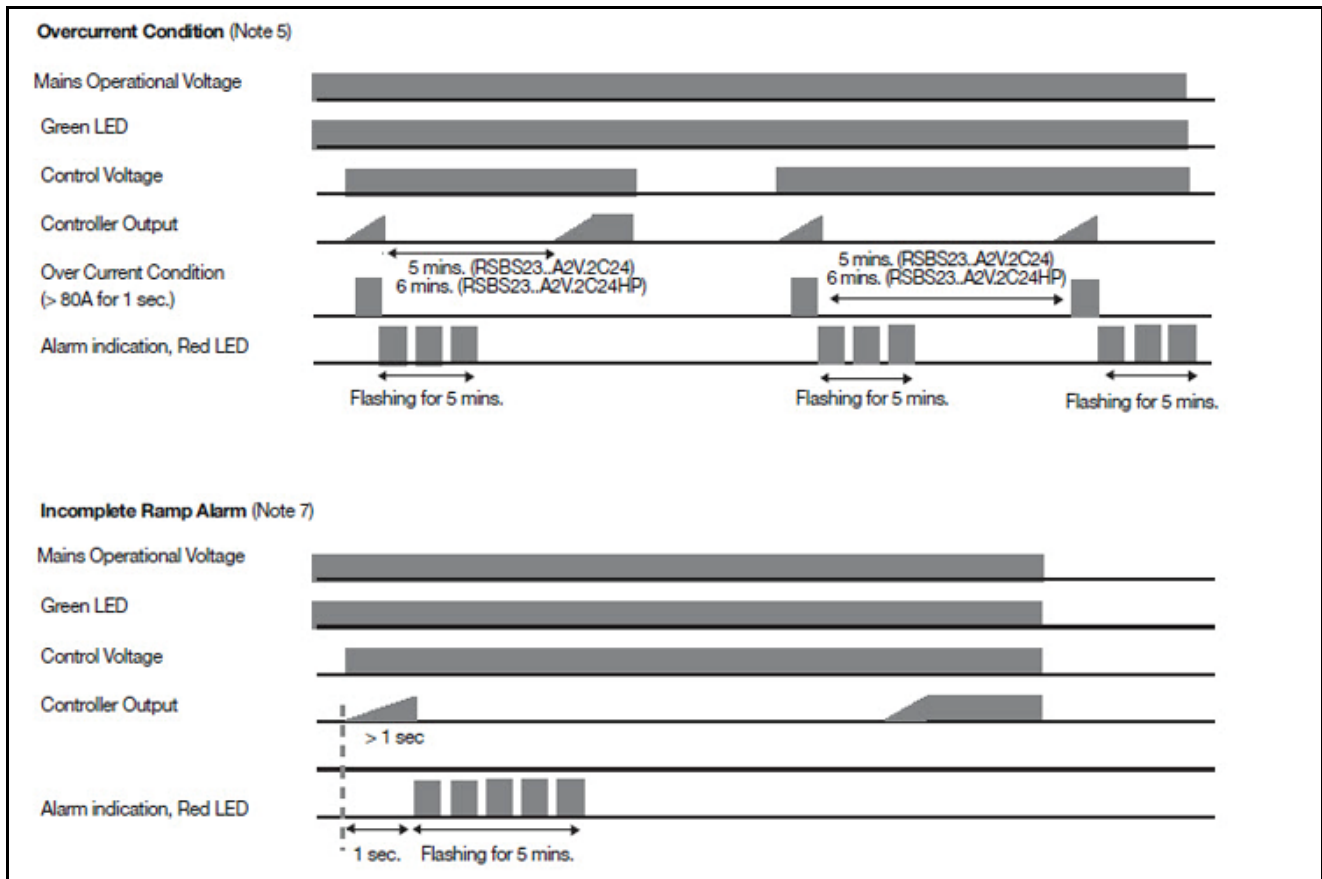 Overcurrent Condition (Note 5)
Mains Operational Voltage
Green LED
Control Voltage
Controller Output
5 mins. (RSBS23..A2V.2C24)
6 mins. (RSBS23..A2V.2C24HP)
5 mins. (RSBS23..A2V.2C24)
6 mins. (RSBS23..A2V.2C24HP)
Over Current Condition
(> 80A for 1 sec.)
Alarm indication, Red LED
Flashing for 5 mins.
Flashing for 5 mins.
Flashing for 5 mins.
Incomplete Ramp Alarm (Note 7)
Mains Operational Voltage
Green LED
Control Voltage
Controller Output
> 1 sec
Alarm indication, Red LED
1 sec.
Flashing for 5 mins.